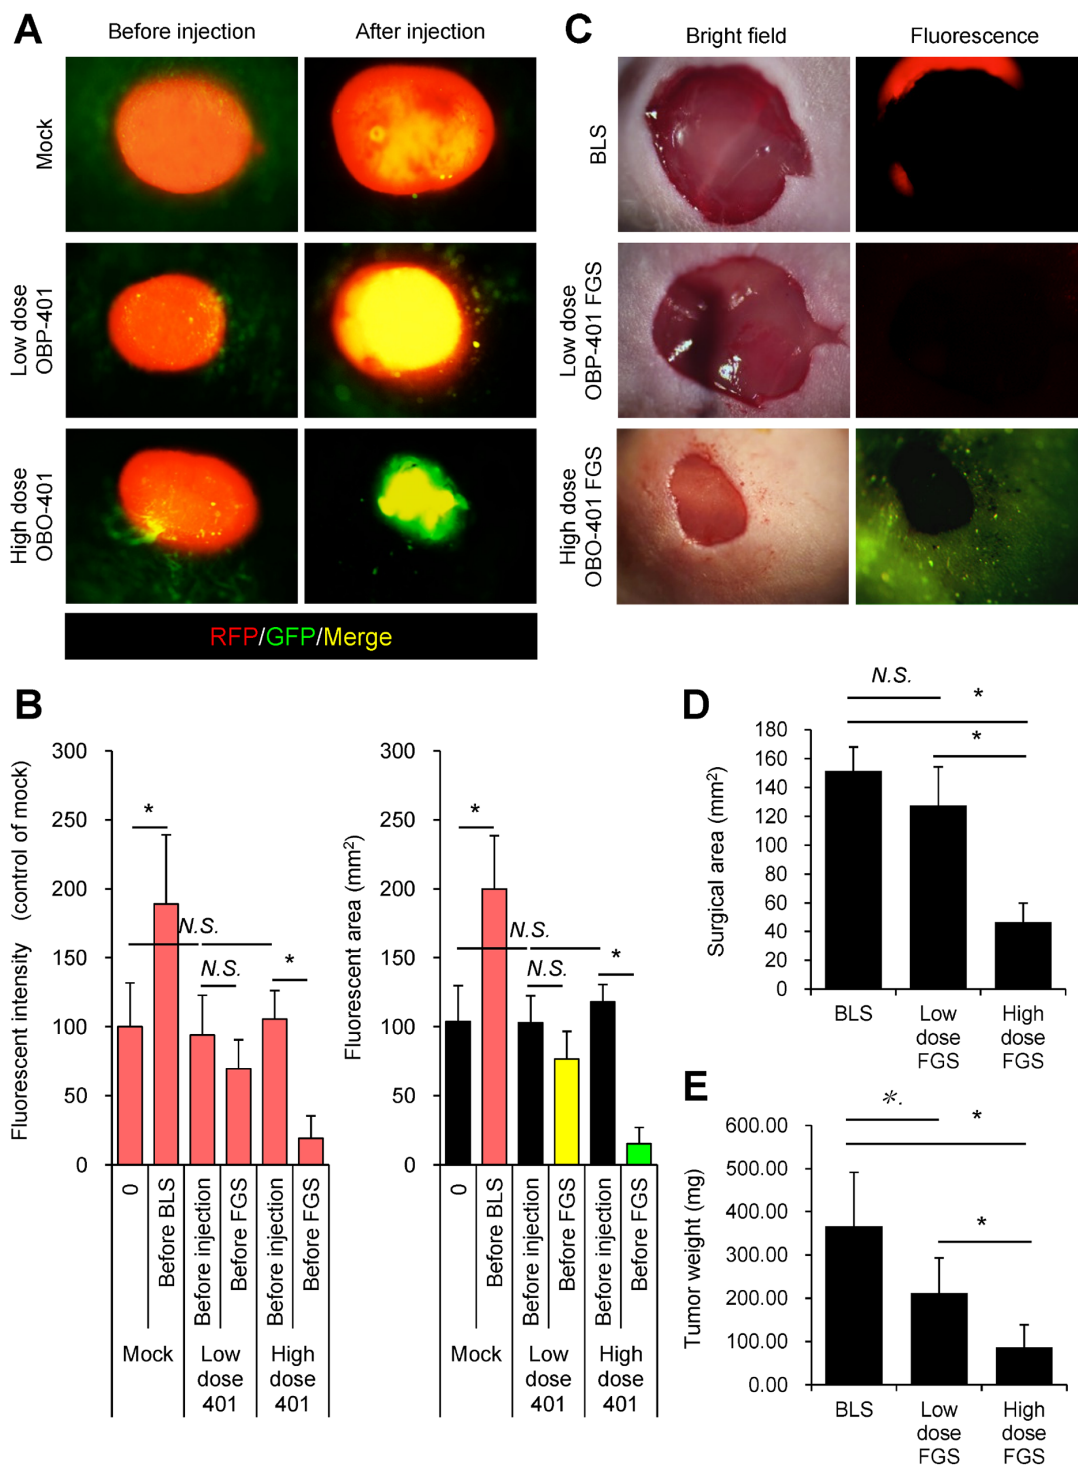 A
Before injection
After injection
Mock
Low dose
OBP-401
High dose
OBO-401
RFP/GFP/Merge
C
Bright field
Fluorescence
BLS
Low dose
OBP-401 FGS
High dose
OBO-401 FGS
B
Fluorescent intensity (control of mock)
300
250
200
150
100
50
0
*
N.S.
N.S.
*
0
Before BLS
Before injection
Before FGS
Before injection
Before FGS
Mock
Low
dose
401
High
dose
401
Fluorescent area (mm2)
300
250
200
150
100
50
0
*
N.S.
N.S.
*
0
Before BLS
Before injection
Before FGS
Before injection
Before FGS
Mock
Low
dose
401
High
dose
401
D
Surgical area (mm2)
180
160
140
120
100
80
60
40
20
0
N.S.
*
*
BLS
Low
dose
FGS
High
dose
FGS
E
Tumor weight (mg)
600.00
500.00
400.00
300.00
200.00
100.00
0.00
*.
*
*
BLS
Low
dose
FGS
High
dose
FGS